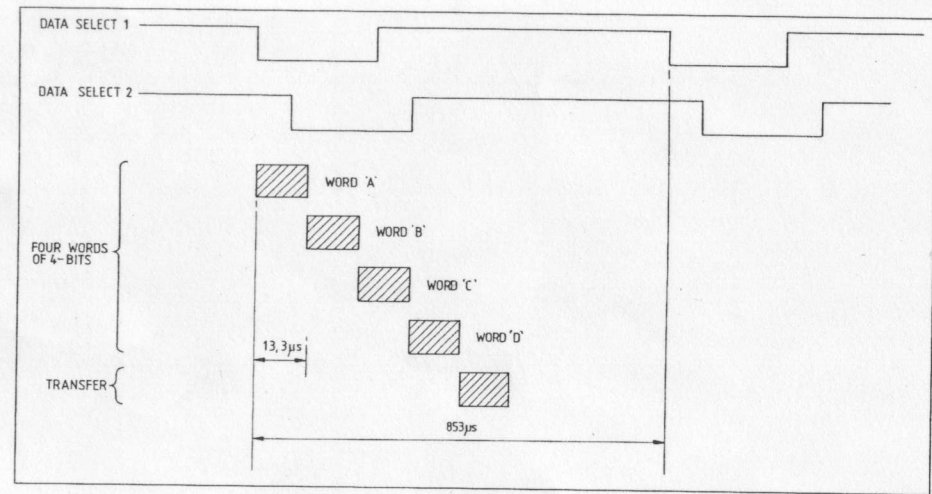 DATA SELECT 1
DATA SELECT 2
WORD 'A'
WORD 'B'
FOUR WORDS
OF 4-BITS
WORD 'C'
WORD 'D'
13,3µs
TRANSFER
853µs